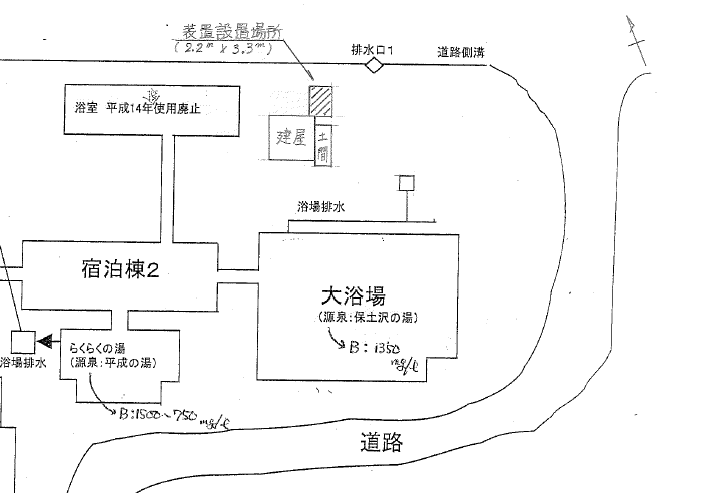 装置設置場所
(2.2m × 3.3m)
排水口1
道路側溝
湯
浴室 平成14年使用廃止
建屋
土間
浴場排水
宿泊棟2
大浴場
(源泉:保土沢の湯)
B: 1350
mg/ℓ
らくらくの湯
(源泉:平成の湯)
浴場排水
B:1500~750
mg/ℓ
道路